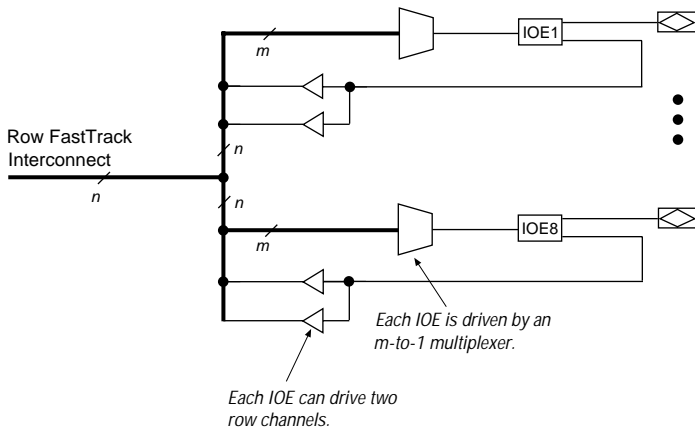 m
IOE1
n
Row FastTrack
Interconnect
n
n
m
IOE8
Each IOE is driven by an
m-to-1 multiplexer.
Each IOE can drive two
row channels.